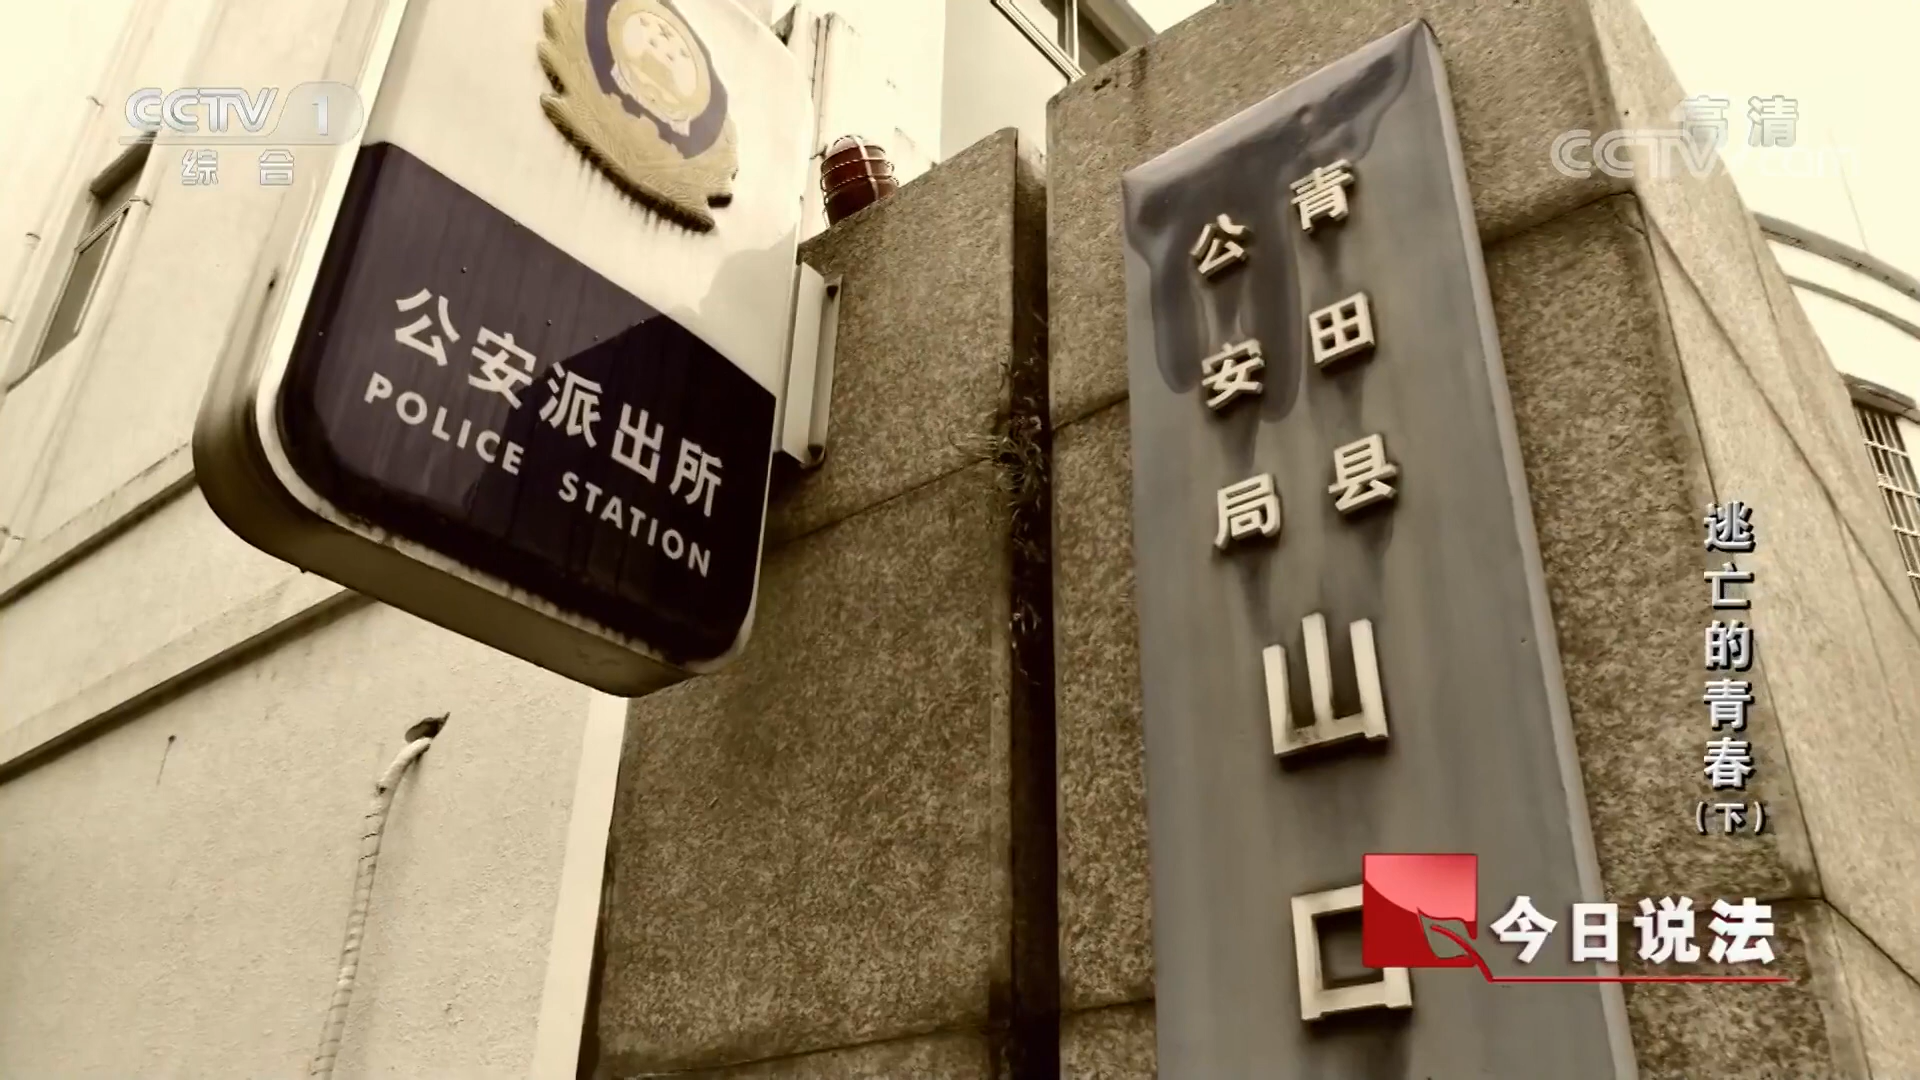 CCTV 1
综合
高清
CCTV.com
公安派出所
POLICE STATION
青田县
公安局
山口
逃亡的青春
(下)
今日说法